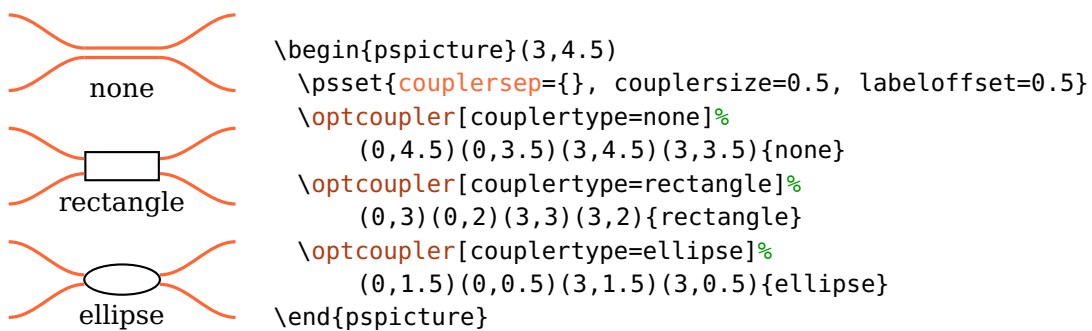 none
rectangle
ellipse
\begin{pspicture}(3,4.5)
  \psset{couplersep={}, couplersize=0.5, labeloffset=0.5}
  \optcoupler[couplertype=none]%
      (0,4.5)(0,3.5)(3,4.5)(3,3.5){none}
  \optcoupler[couplertype=rectangle]%
      (0,3)(0,2)(3,3)(3,2){rectangle}
  \optcoupler[couplertype=ellipse]%
      (0,1.5)(0,0.5)(3,1.5)(3,0.5){ellipse}
\end{pspicture}